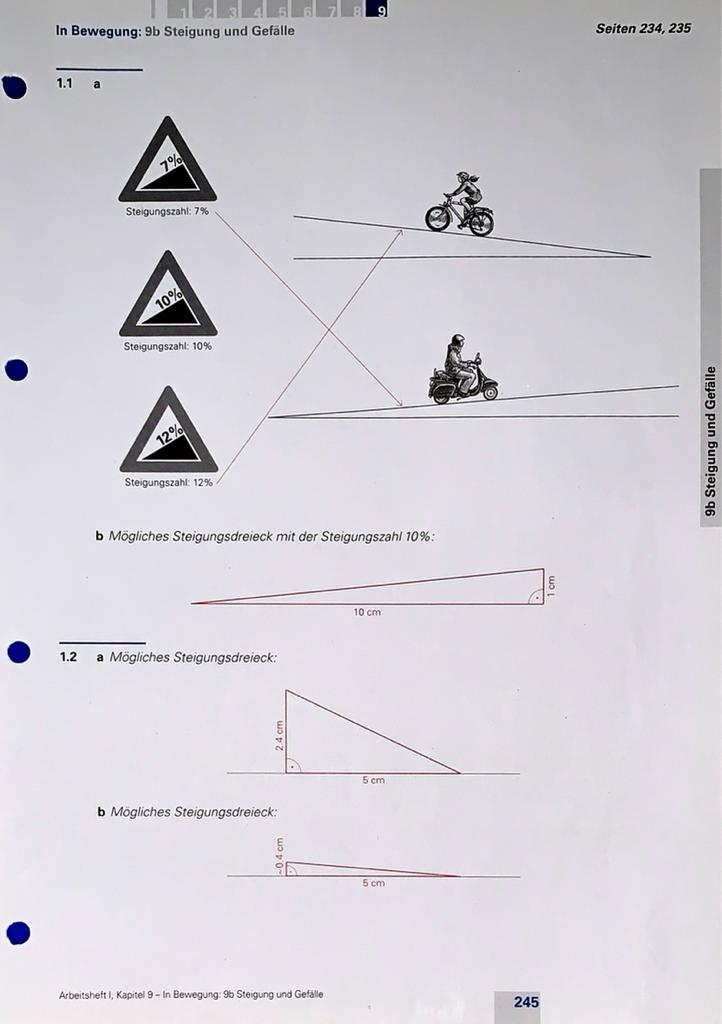 1 2 3 4 5 6 7 8 9
In Bewegung: 9b Steigung und Gefälle
Seiten 234, 235
1.1 a
7%
Steigungszahl: 7%
10%
Steigungszahl: 10%
12%
Steigungszahl: 12%
9b Steigung und Gefälle
b Mögliches Steigungsdreieck mit der Steigungszahl 10%:
1 cm
10 cm
1.2 a Mögliches Steigungsdreieck:
2.4 cm
5 cm
b Mögliches Steigungsdreieck:
~0.4 cm
5 cm
Arbeitsheft I, Kapitel 9 – In Bewegung: 9b Steigung und Gefälle
245